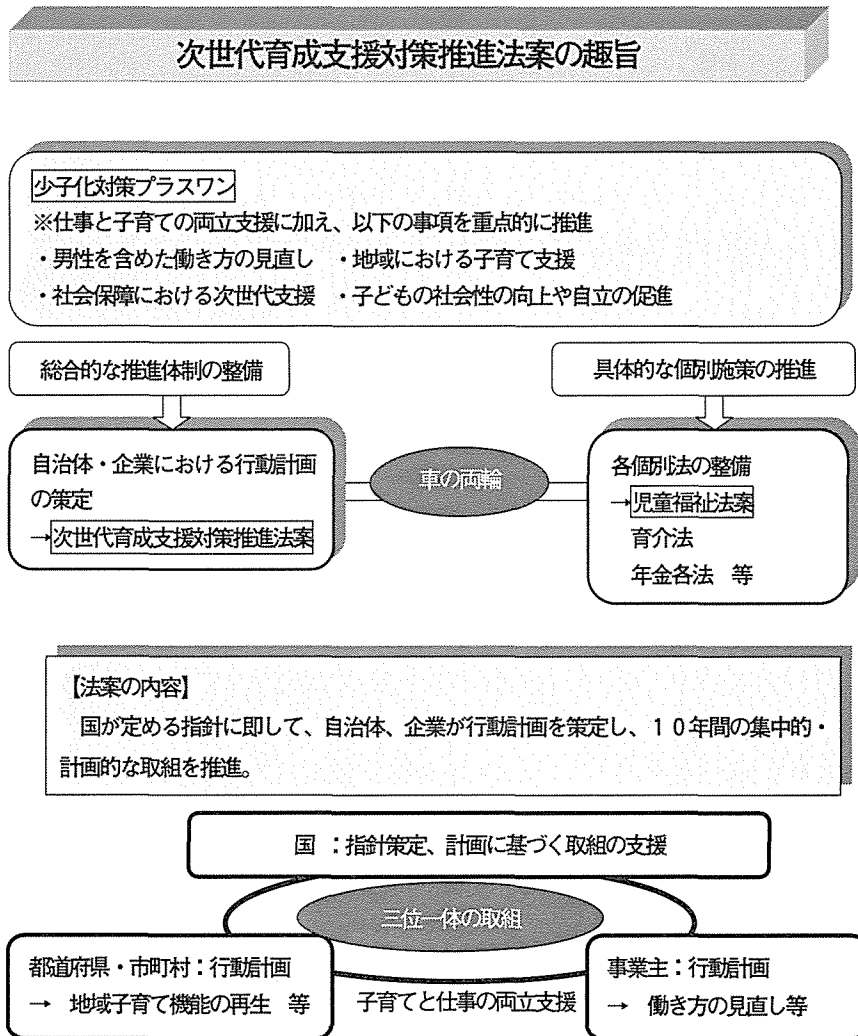 次世代育成支援対策推進法案の趣旨
少子化対策プラスワン
※仕事と子育ての両立支援に加え、以下の事項を重点的に推進
・男性を含めた働き方の見直し ・地域における子育て支援
・社会保障における次世代支援 ・子どもの社会性の向上や自立の促進
総合的な推進体制の整備
具体的な個別施策の推進
自治体・企業における行動計画
の策定
→次世代育成支援対策推進法案
車の両輪
各個別法の整備
→児童福祉法案
育介法
年金各法 等
【法案の内容】
国が定める指針に即して、自治体、企業が行動計画を策定し、10年間の集中的・
計画的な取組を推進。
国 :指針策定、計画に基づく取組の支援
三位一体の取組
都道府県・市町村:行動計画
→ 地域子育て機能の再生 等
子育てと仕事の両立支援
事業主:行動計画
→ 働き方の見直し等